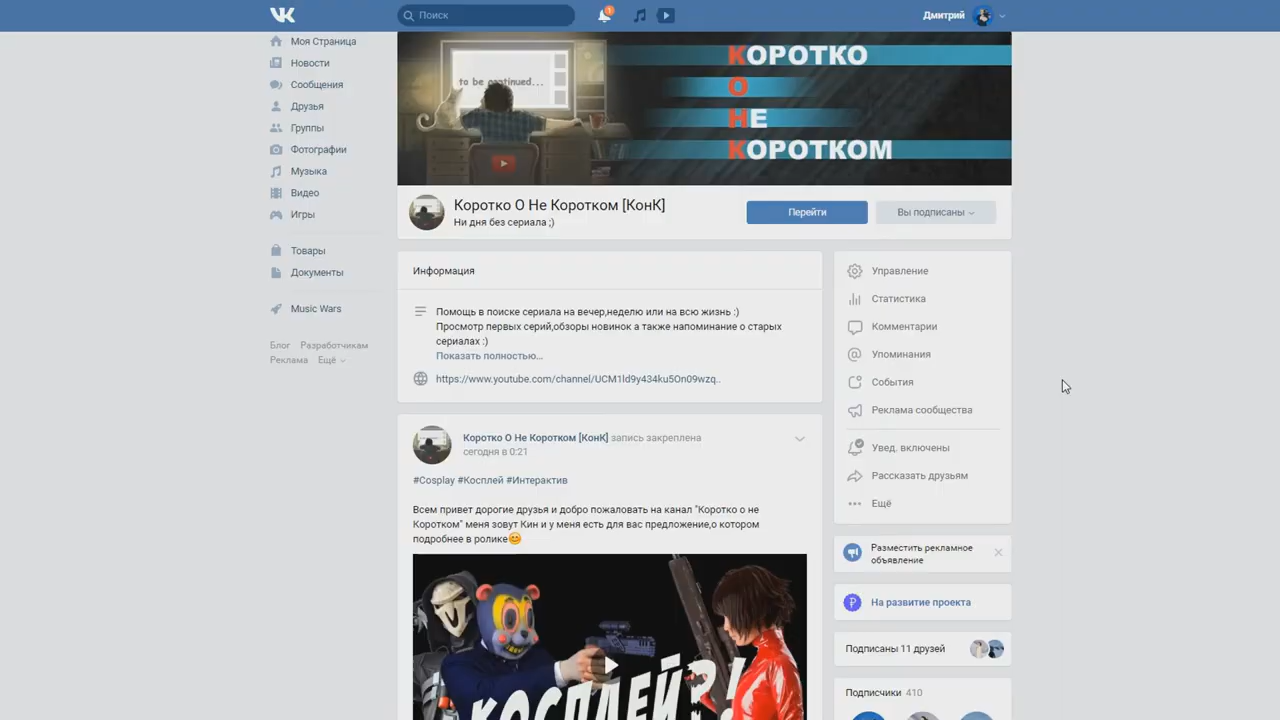 Поиск
1
Дмитрий
Моя Страница
Новости
Сообщения
Друзья
Группы
Фотографии
Музыка
Видео
Игры
Товары
Документы
Music Wars
Блог Разработчикам
Реклама Ещё
to be continued...
КОРОТКО
О
НЕ
КОРОТКОМ
Коротко О Не Коротком [КонК]
Ни дня без сериала ;)
Перейти
Вы подписаны
Информация
Помощь в поиске сериала на вечер,неделю или на всю жизнь :)
Просмотр первых серий,обзоры новинок а также напоминание о старых
сериалах :)
Показать полностью...
https://www.youtube.com/channel/UCM1ld9y434ku5On09wzq..
Коротко О Не Коротком [КонК] запись закреплена
сегодня в 0:21
#Cosplay #Косплей #Интерактив
Всем привет дорогие друзья и добро пожаловать на канал "Коротко о не
Коротком" меня зовут Кин и у меня есть для вас предложение,о котором
подробнее в ролике😊
КОСПЛЕЙ?!
Управление
Статистика
Комментарии
Упоминания
События
Реклама сообщества
Увед. включены
Рассказать друзьям
Ещё
Разместить рекламное
объявление
На развитие проекта
Подписаны 11 друзей
Подписчики 410